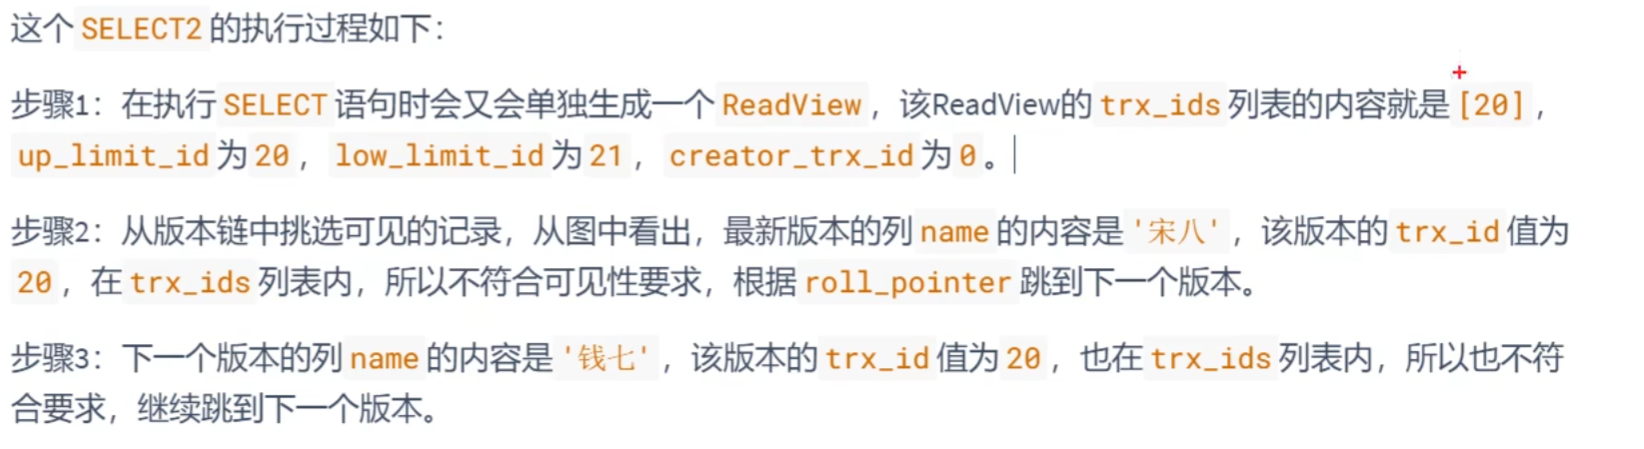 这个 SELECT2 的执行过程如下：
步骤1：在执行 SELECT 语句时会又会单独生成一个 ReadView ，该ReadView的 trx_ids 列表的内容就是 [20] ，
up_limit_id 为 20 ， low_limit_id 为 21 ， creator_trx_id 为 0 。
步骤2：从版本链中挑选可见的记录，从图中看出，最新版本的列 name 的内容是 '宋八' ，该版本的 trx_id 值为
20 ，在 trx_ids 列表内，所以不符合可见性要求，根据 roll_pointer 跳到下一个版本。
步骤3：下一个版本的列 name 的内容是 '钱七' ，该版本的 trx_id 值为 20 ，也在 trx_ids 列表内，所以也不符
合要求，继续跳到下一个版本。